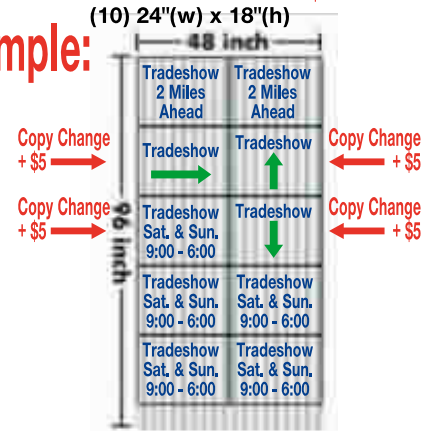 (10) 24"(w) x 18"(h)
mple:
48 inch
96 inch
Tradeshow
2 Miles
Ahead
Tradeshow
2 Miles
Ahead
Copy Change
+ $5
Tradeshow
Tradeshow
Copy Change
+ $5
Copy Change
+ $5
Tradeshow
Sat. & Sun.
9:00 - 6:00
Tradeshow
Copy Change
+ $5
Tradeshow
Sat. & Sun.
9:00 - 6:00
Tradeshow
Sat. & Sun.
9:00 - 6:00
Tradeshow
Sat. & Sun.
9:00 - 6:00
Tradeshow
Sat. & Sun.
9:00 - 6:00